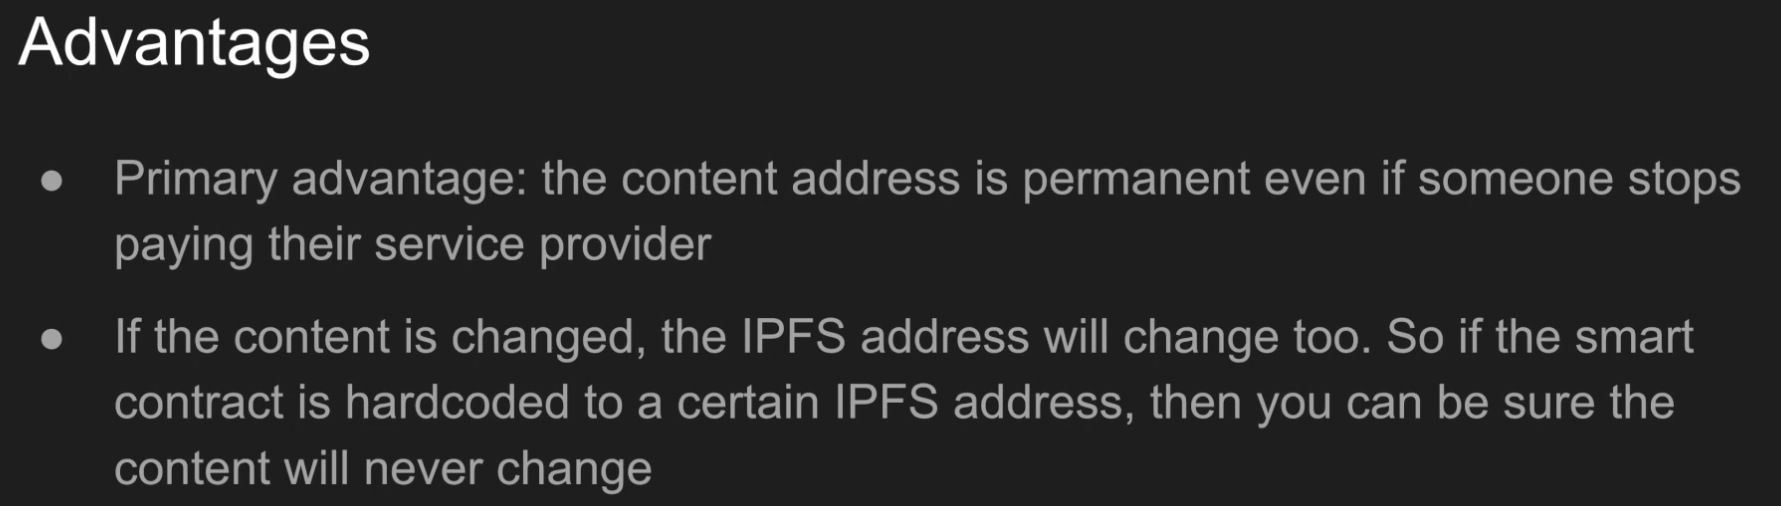 Advantages
● Primary advantage: the content address is permanent even if someone stops
paying their service provider
● If the content is changed, the IPFS address will change too. So if the smart
contract is hardcoded to a certain IPFS address, then you can be sure the
content will never change